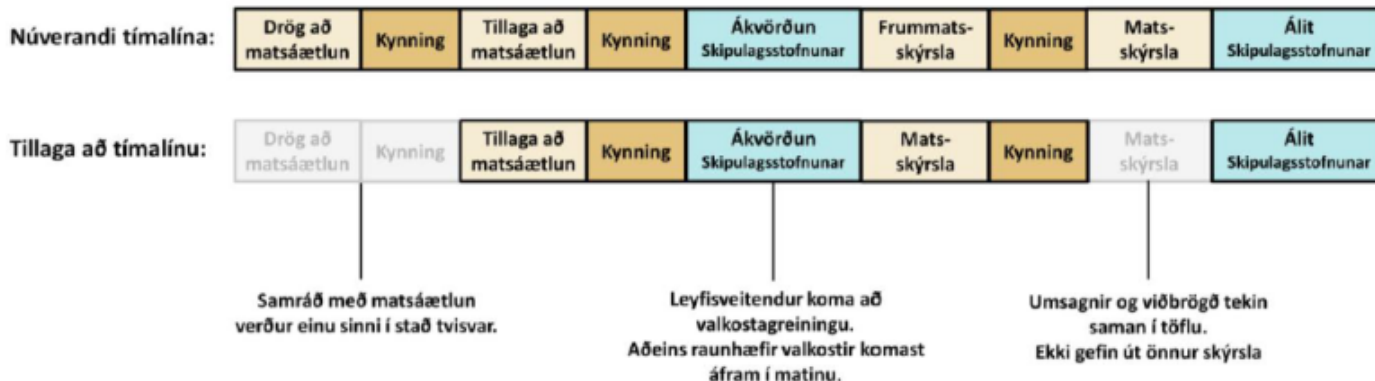 Núverandi tímalína:
Drög að
matsáætlun
Kynning
Tillaga að
matsáætlun
Kynning
Ákvörðun
Skipulagsstofnunar
Frummats-
skýrsla
Kynning
Mats-
skýrsla
Álit
Skipulagsstofnunar
Tillaga að tímalínu:
Drög að
matsáætlun
Kynning
Tillaga að
matsáætlun
Kynning
Ákvörðun
Skipulagsstofnunar
Mats-
skýrsla
Kynning
Mats-
skýrsla
Álit
Skipulagsstofnunar
Samráð með matsáætlun
verður einu sinni í stað tvisvar.
Leyfisveitendur koma að
valkostagreiningu.
Aðeins raunhæfir valkostir komast
áfram í matinu.
Umsagnir og viðbrögð tekin
saman í töflu.
Ekki gefin út önnur skýrsla